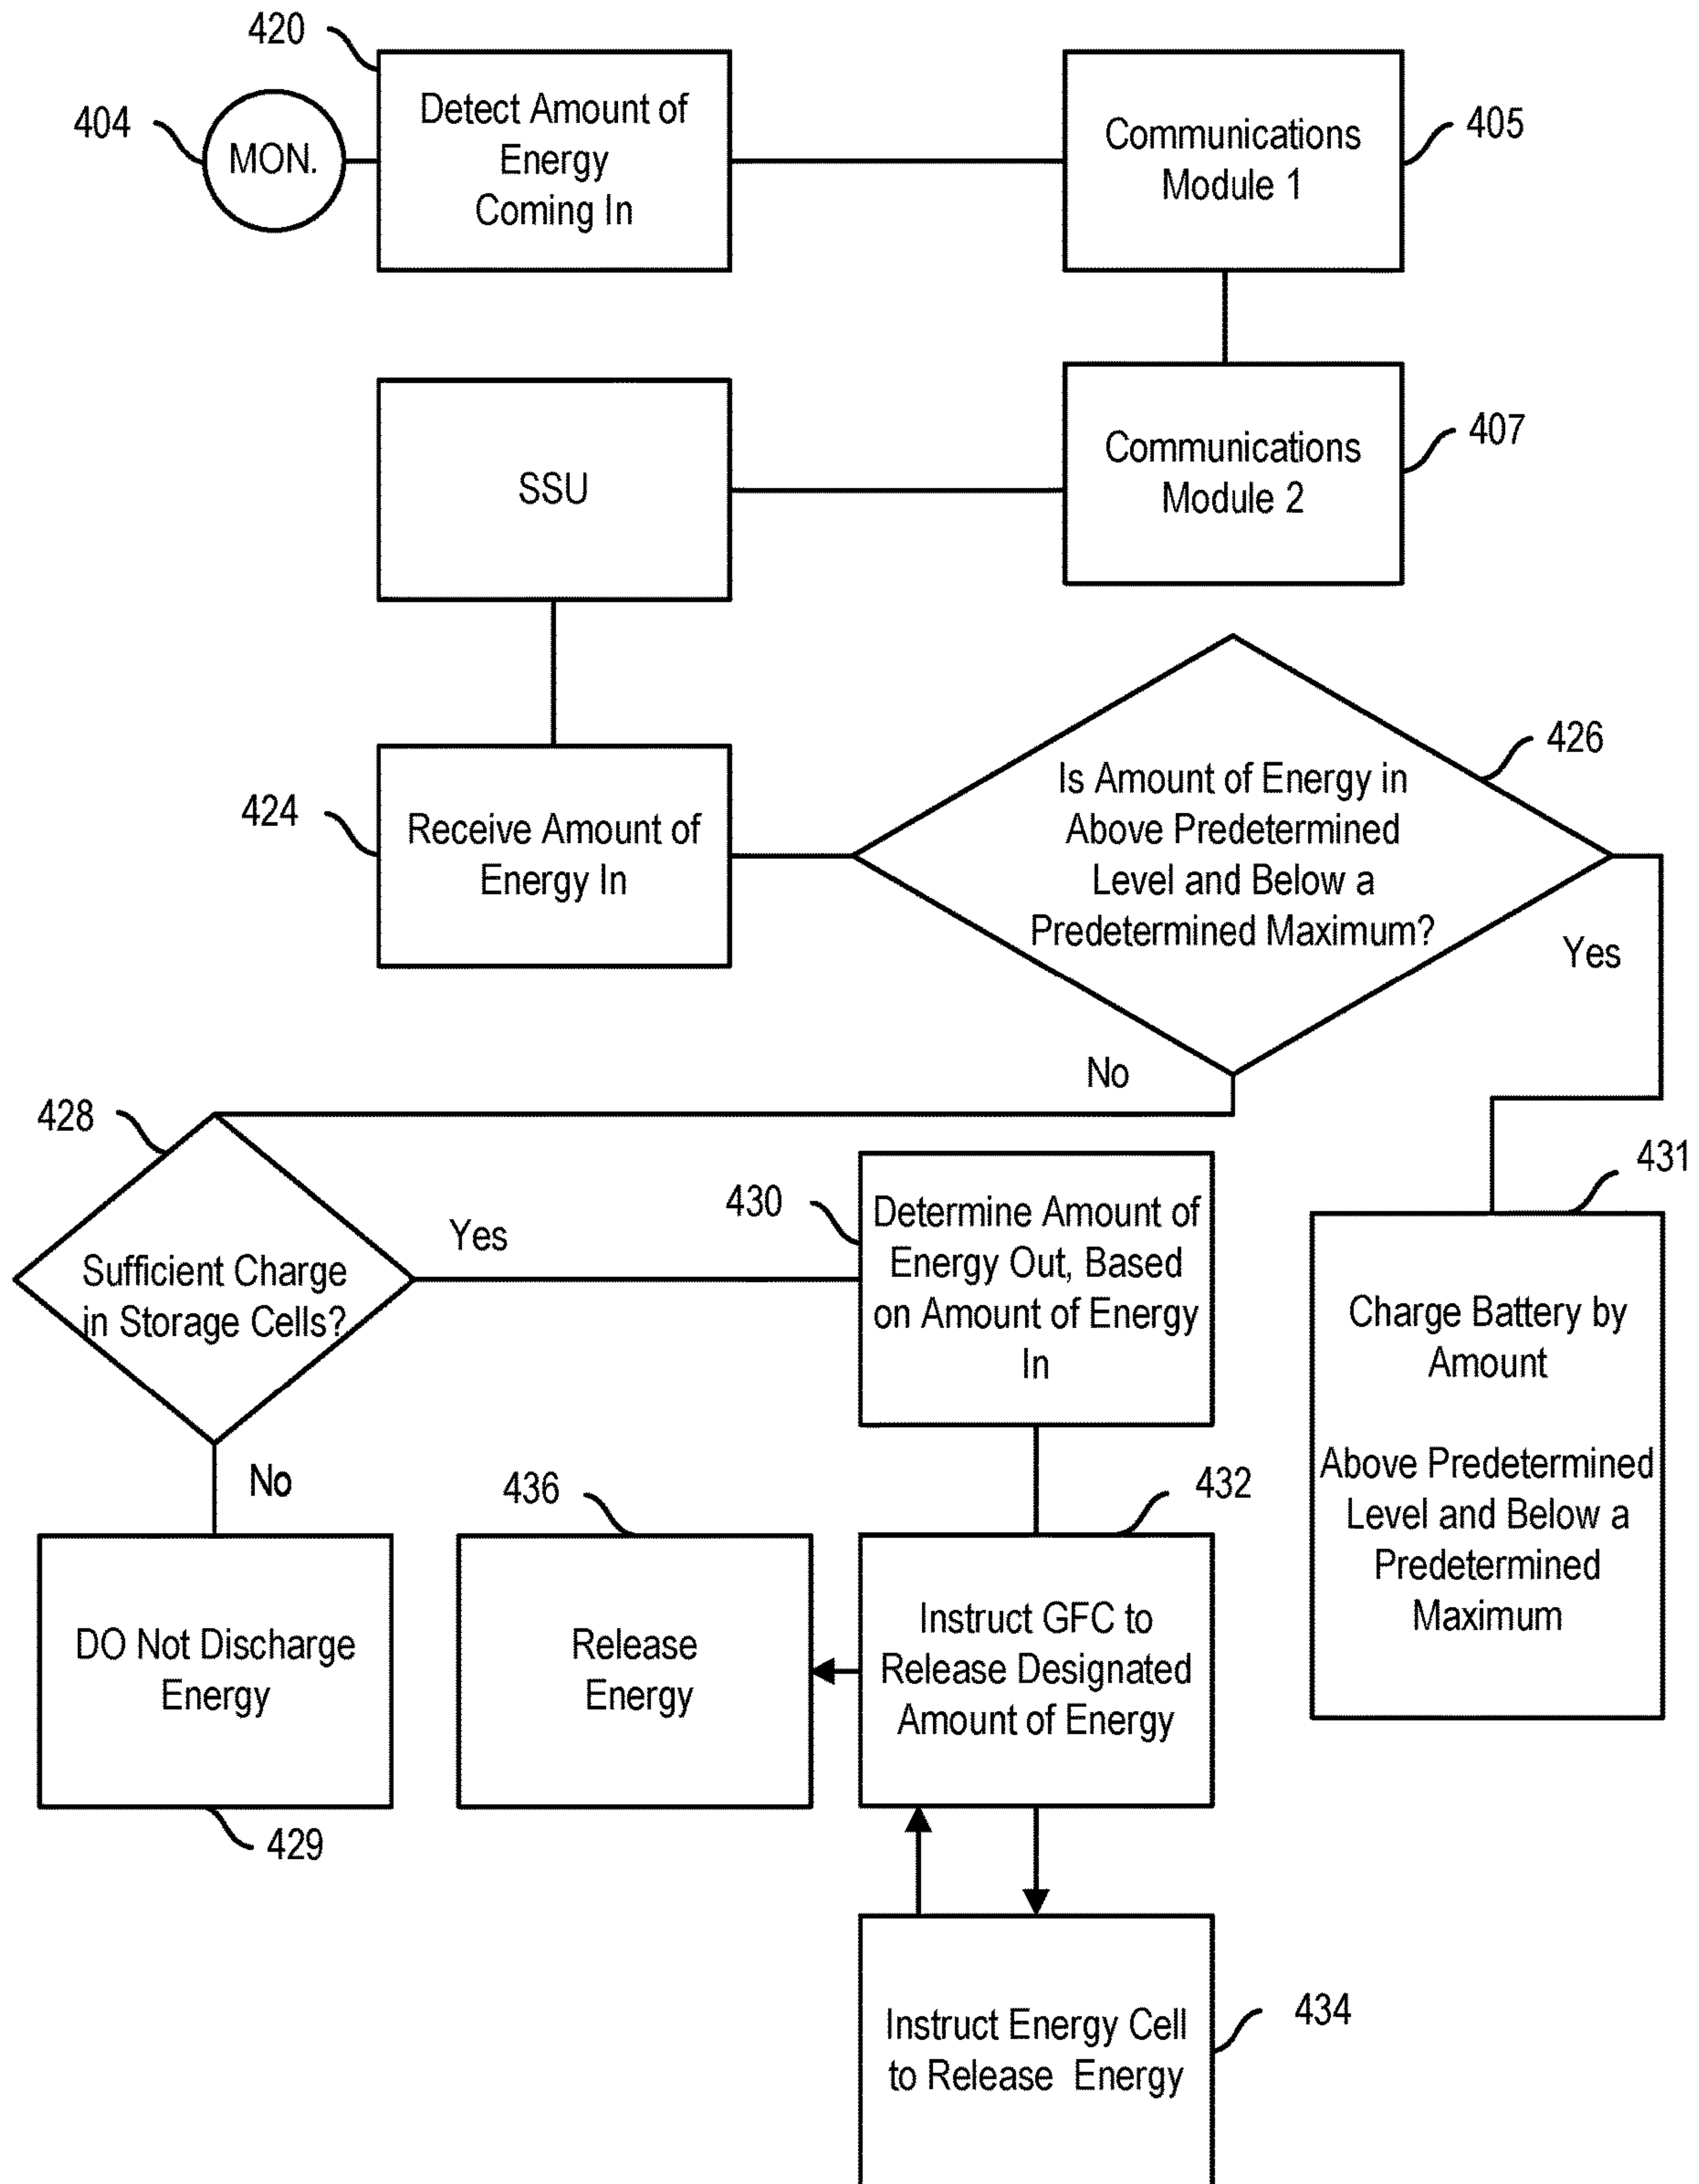 420
404
MON.
Detect Amount of
Energy
Coming In
Communications
Module 1
405
SSU
Communications
Module 2
407
424
Receive Amount of
Energy In
Is Amount of Energy in
Above Predetermined
Level and Below a
Predetermined Maximum?
426
Yes
No
428
Sufficient Charge
in Storage Cells?
Yes
430
Determine Amount of
Energy Out, Based
on Amount of Energy
In
431
Charge Battery by
Amount
Above Predetermined
Level and Below a
Predetermined
Maximum
No
436
432
DO Not Discharge
Energy
429
Release
Energy
Instruct GFC to
Release Designated
Amount of Energy
Instruct Energy Cell
to Release Energy
434